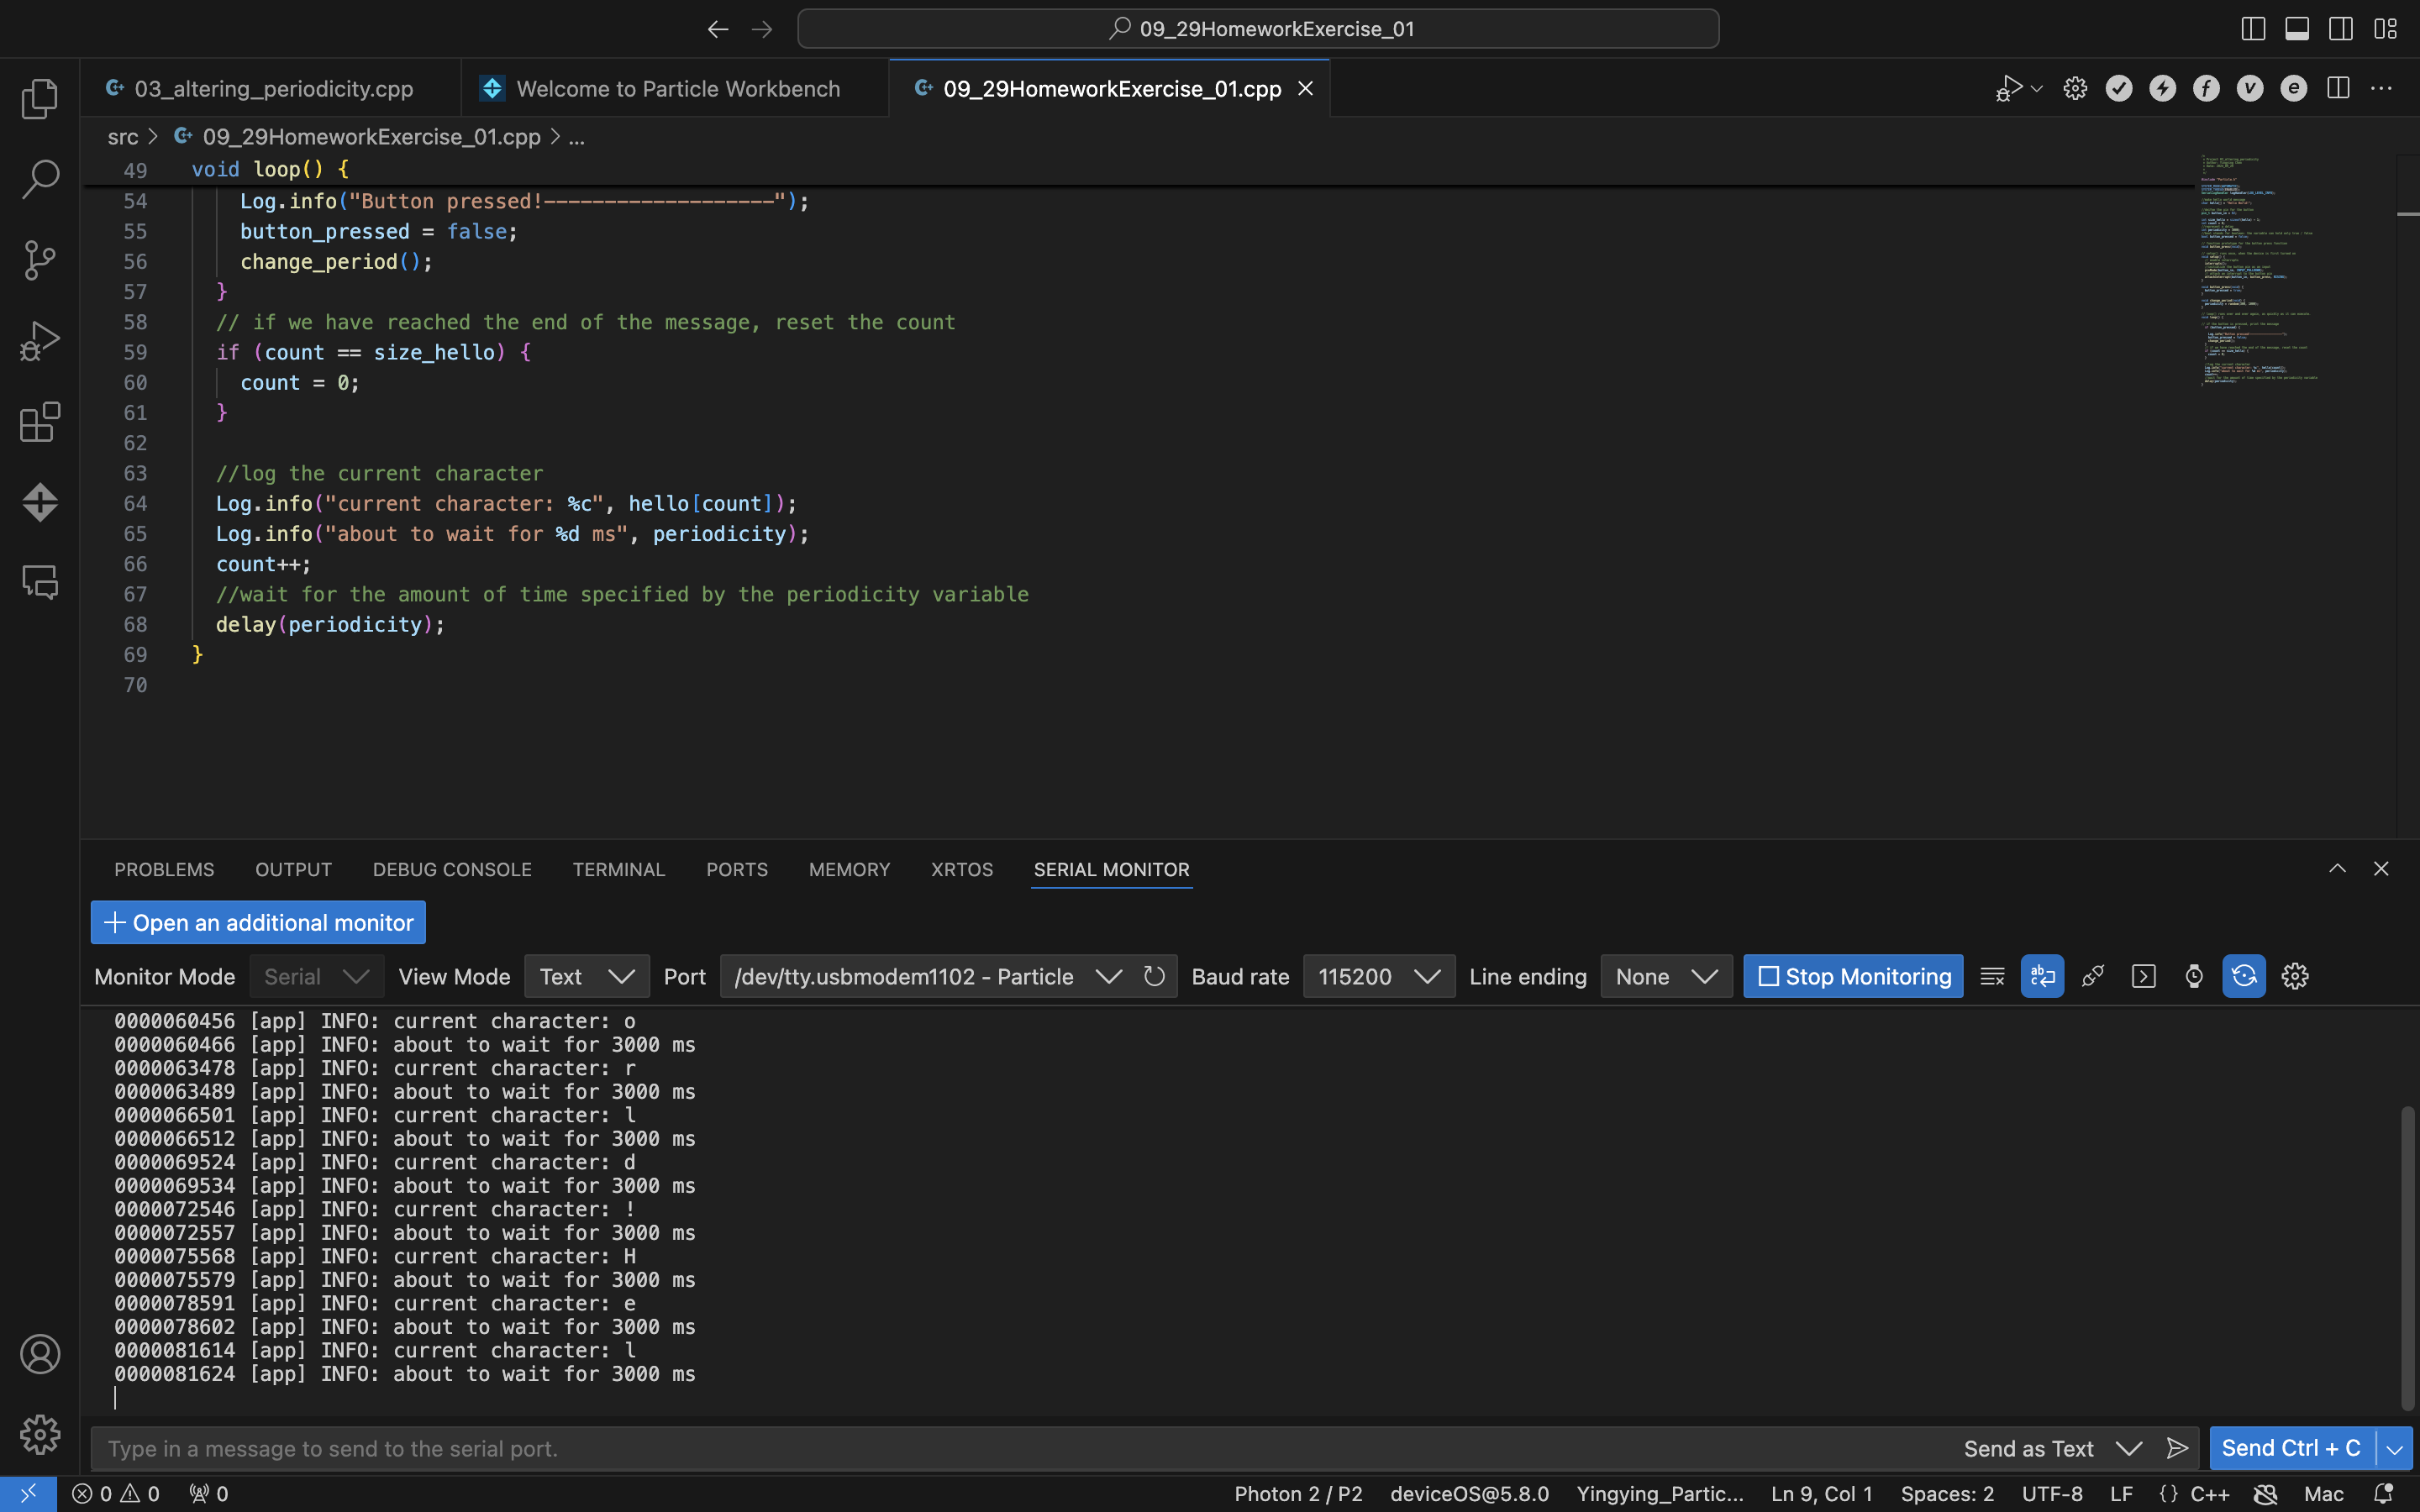 09_29HomeworkExercise_01
03_altering_periodicity.cpp
Welcome to Particle Workbench
09_29HomeworkExercise_01.cpp
src > 09_29HomeworkExercise_01.cpp > ...
49 void loop() {
54 Log.info("Button pressed!-------------------");
55 button_pressed = false;
56 change_period();
57 }
58 // if we have reached the end of the message, reset the count
59 if (count == size_hello) {
60 count = 0;
61 }
62
63 //log the current character
64 Log.info("current character: %c", hello[count]);
65 Log.info("about to wait for %d ms", periodicity);
66 count++;
67 //wait for the amount of time specified by the periodicity variable
68 delay(periodicity);
69 }
70
PROBLEMS OUTPUT DEBUG CONSOLE TERMINAL PORTS MEMORY XRTOS SERIAL MONITOR
Open an additional monitor
Monitor Mode Serial View Mode Text Port /dev/tty.usbmodem1102 - Particle Baud rate 115200 Line ending None Stop Monitoring
0000060456 [app] INFO: current character: o
0000060466 [app] INFO: about to wait for 3000 ms
0000063478 [app] INFO: current character: r
0000063489 [app] INFO: about to wait for 3000 ms
0000066501 [app] INFO: current character: l
0000066512 [app] INFO: about to wait for 3000 ms
0000069524 [app] INFO: current character: d
0000069534 [app] INFO: about to wait for 3000 ms
0000072546 [app] INFO: current character: !
0000072557 [app] INFO: about to wait for 3000 ms
0000075568 [app] INFO: current character: H
0000075579 [app] INFO: about to wait for 3000 ms
0000078591 [app] INFO: current character: e
0000078602 [app] INFO: about to wait for 3000 ms
0000081614 [app] INFO: current character: l
0000081624 [app] INFO: about to wait for 3000 ms
Type in a message to send to the serial port. Send as Text Send Ctrl + C
0 0 0 Photon 2 / P2 deviceOS@5.8.0 Yingying_Partic... Ln 9, Col 1 Spaces: 2 UTF-8 LF {} C++ Mac